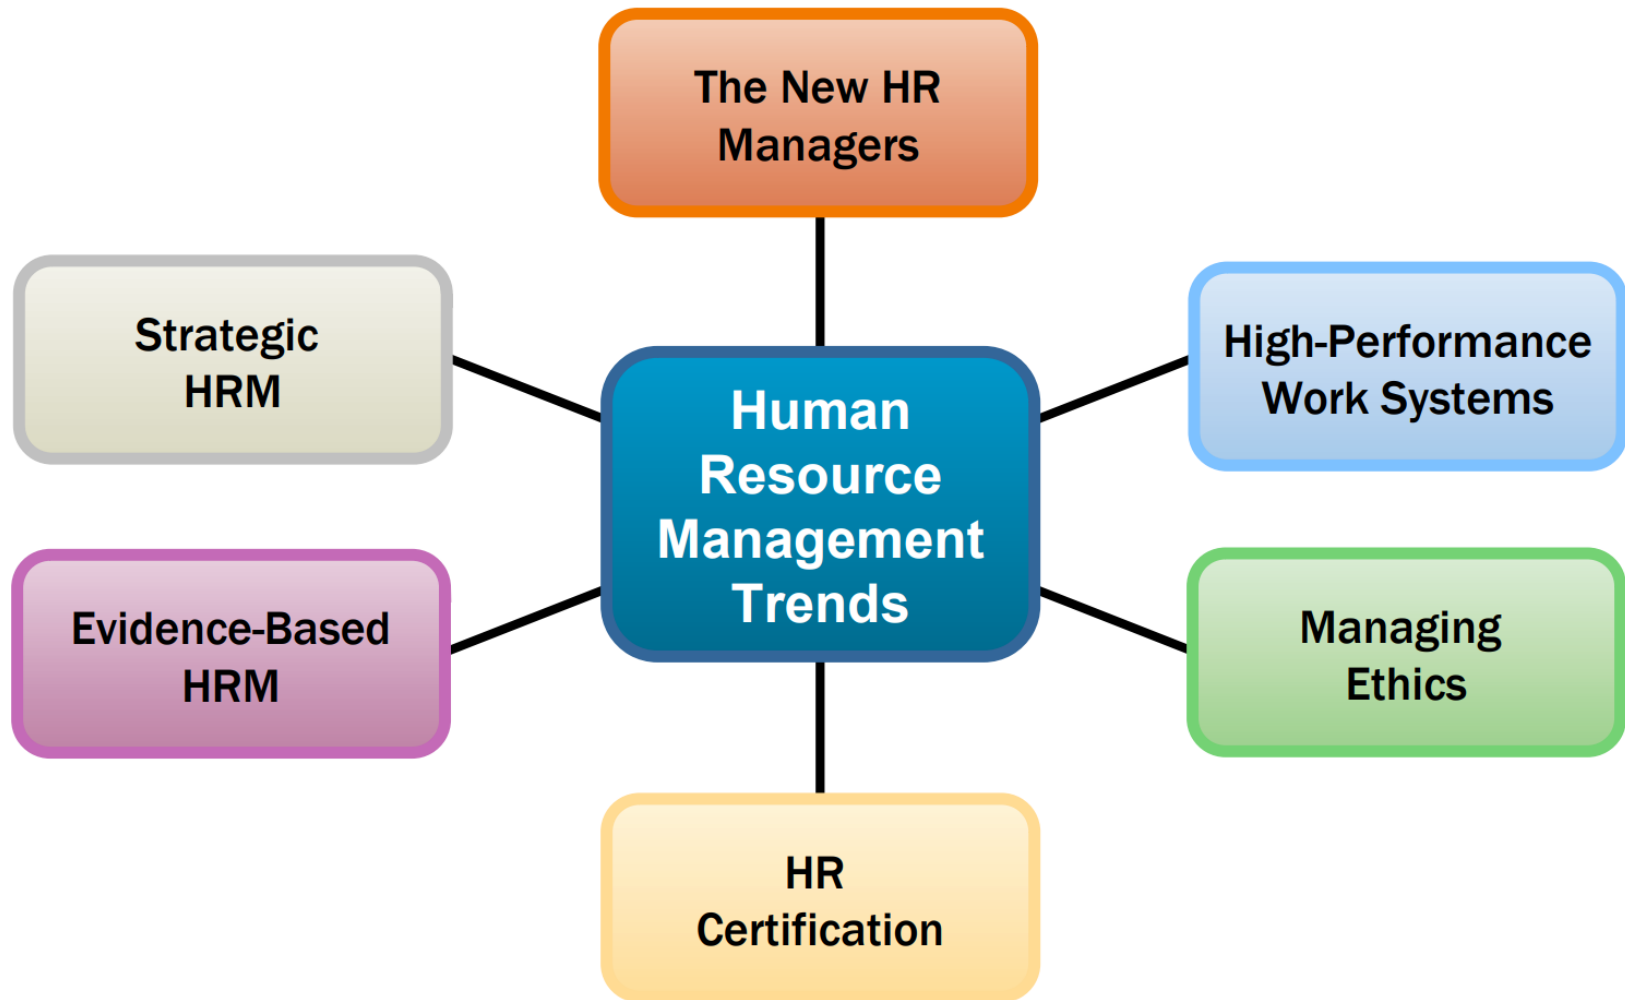 The New HR
Managers
Strategic
HRM
High-Performance
Work Systems
Human
Resource
Management
Trends
Evidence-Based
HRM
Managing
Ethics
HR
Certification